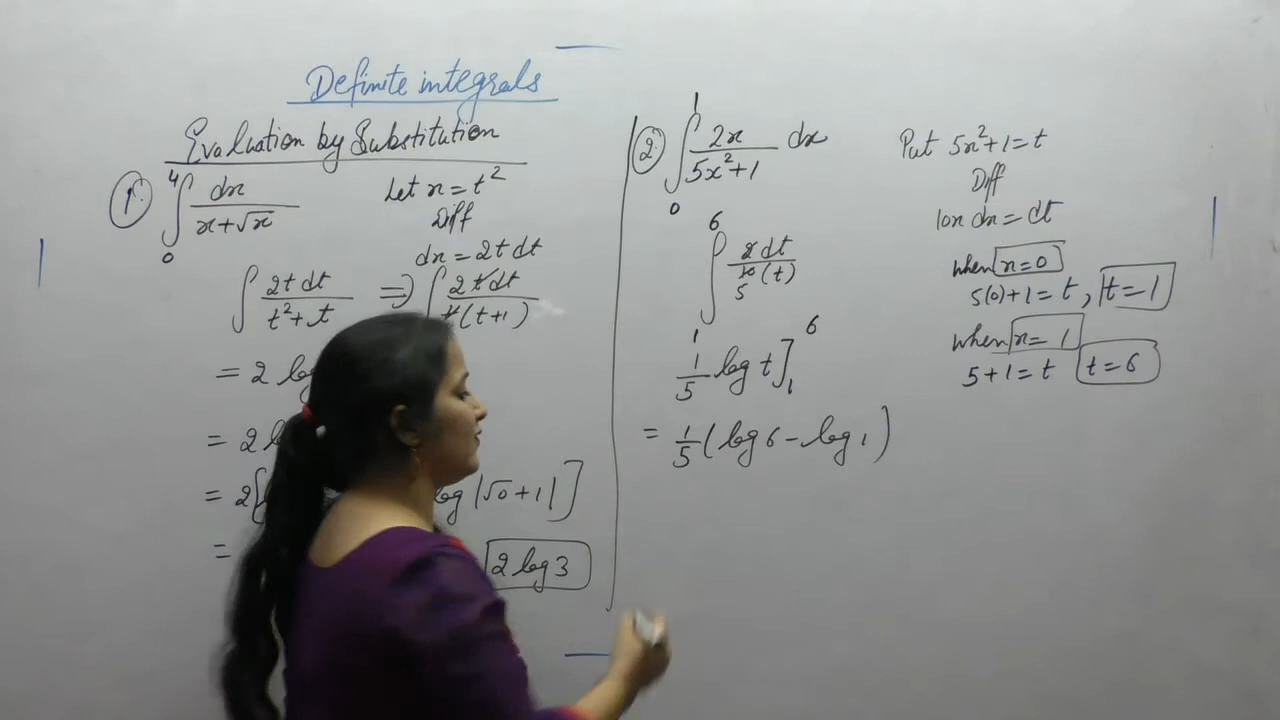 Definite integrals
Evaluation by Substitution
1. ∫₀⁴ dx/(x+√x) Let x = t²
Diff
dx = 2t dt
∫ 2t dt/(t²+t) ⇒ ∫ 2t dt/t(t+1)
= 2 log
= 2
= 2[ log |√0+1|]
= 2 log 3
2. ∫₀¹ 2x/(5x²+1) dx
∫₁⁶ 2dt/10(t)
5
1/5 log t]₁⁶
= 1/5 (log 6 - log 1)
Put 5x²+1 = t
Diff
10x dx = dt
when x=0
5(0)+1 = t, t=1
when x = 1
5+1 = t t=6